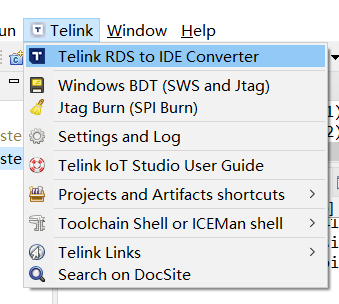 un Telink Window Help
Telink RDS to IDE Converter
Windows BDT (SWS and Jtag)
Jtag Burn (SPI Burn)
Settings and Log
Telink IoT Studio User Guide
Projects and Artifacts shortcuts
Toolchain Shell or ICEMan shell
Telink Links
Search on DocSite
ste
ste
1)
2)